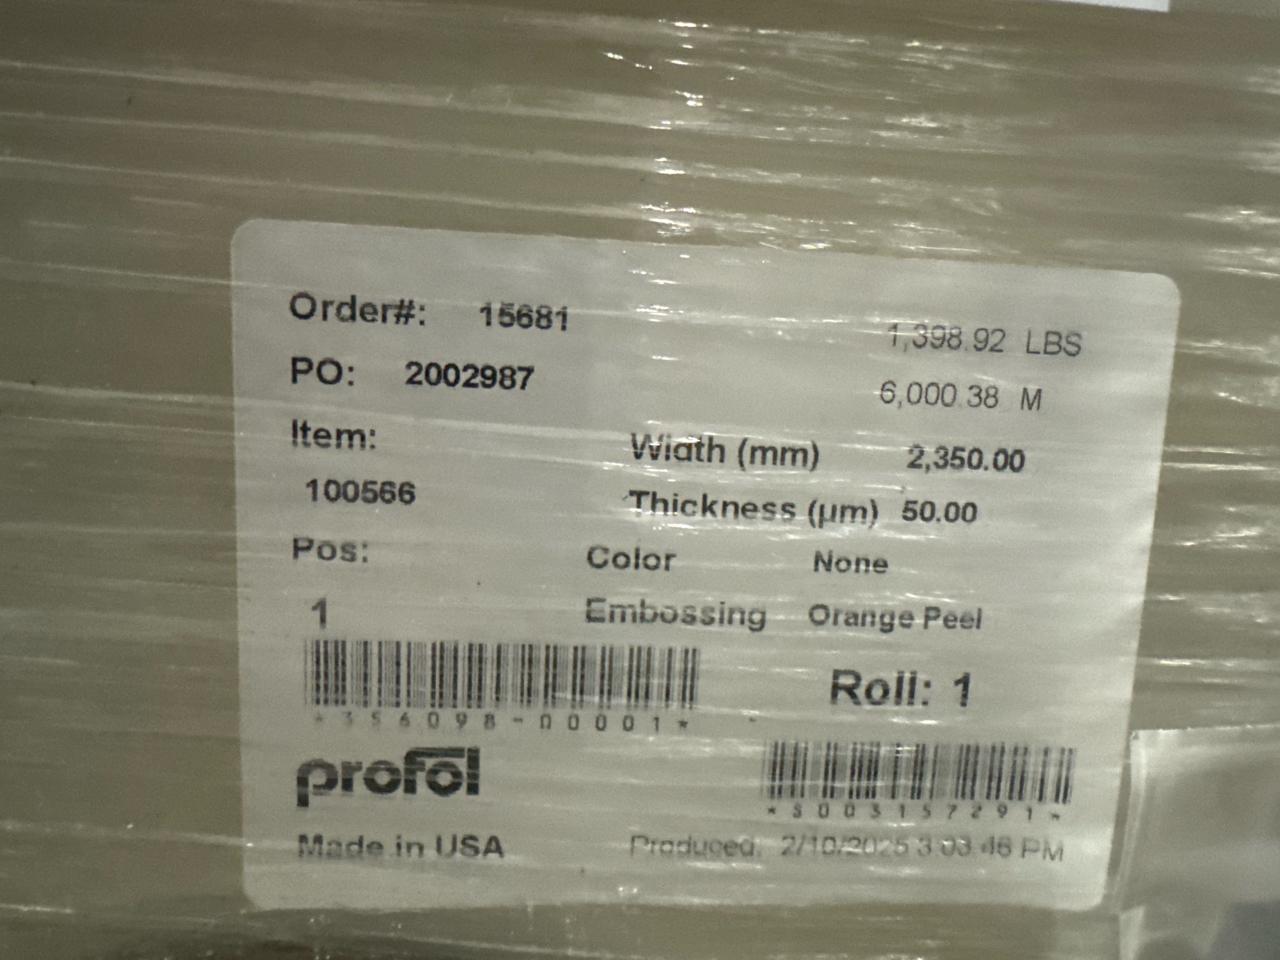 Order#: 15681
1,398.92 LBS
PO: 2002987
6,000.38 M
Item:
Width (mm) 2,350.00
100566
Thickness (µm) 50.00
Pos:
Color None
1
Embossing Orange Peel
Roll: 1
*356098-00001*
profol
*S003157291*
Made in USA
Produced: 2/10/2025 3:03:46 PM